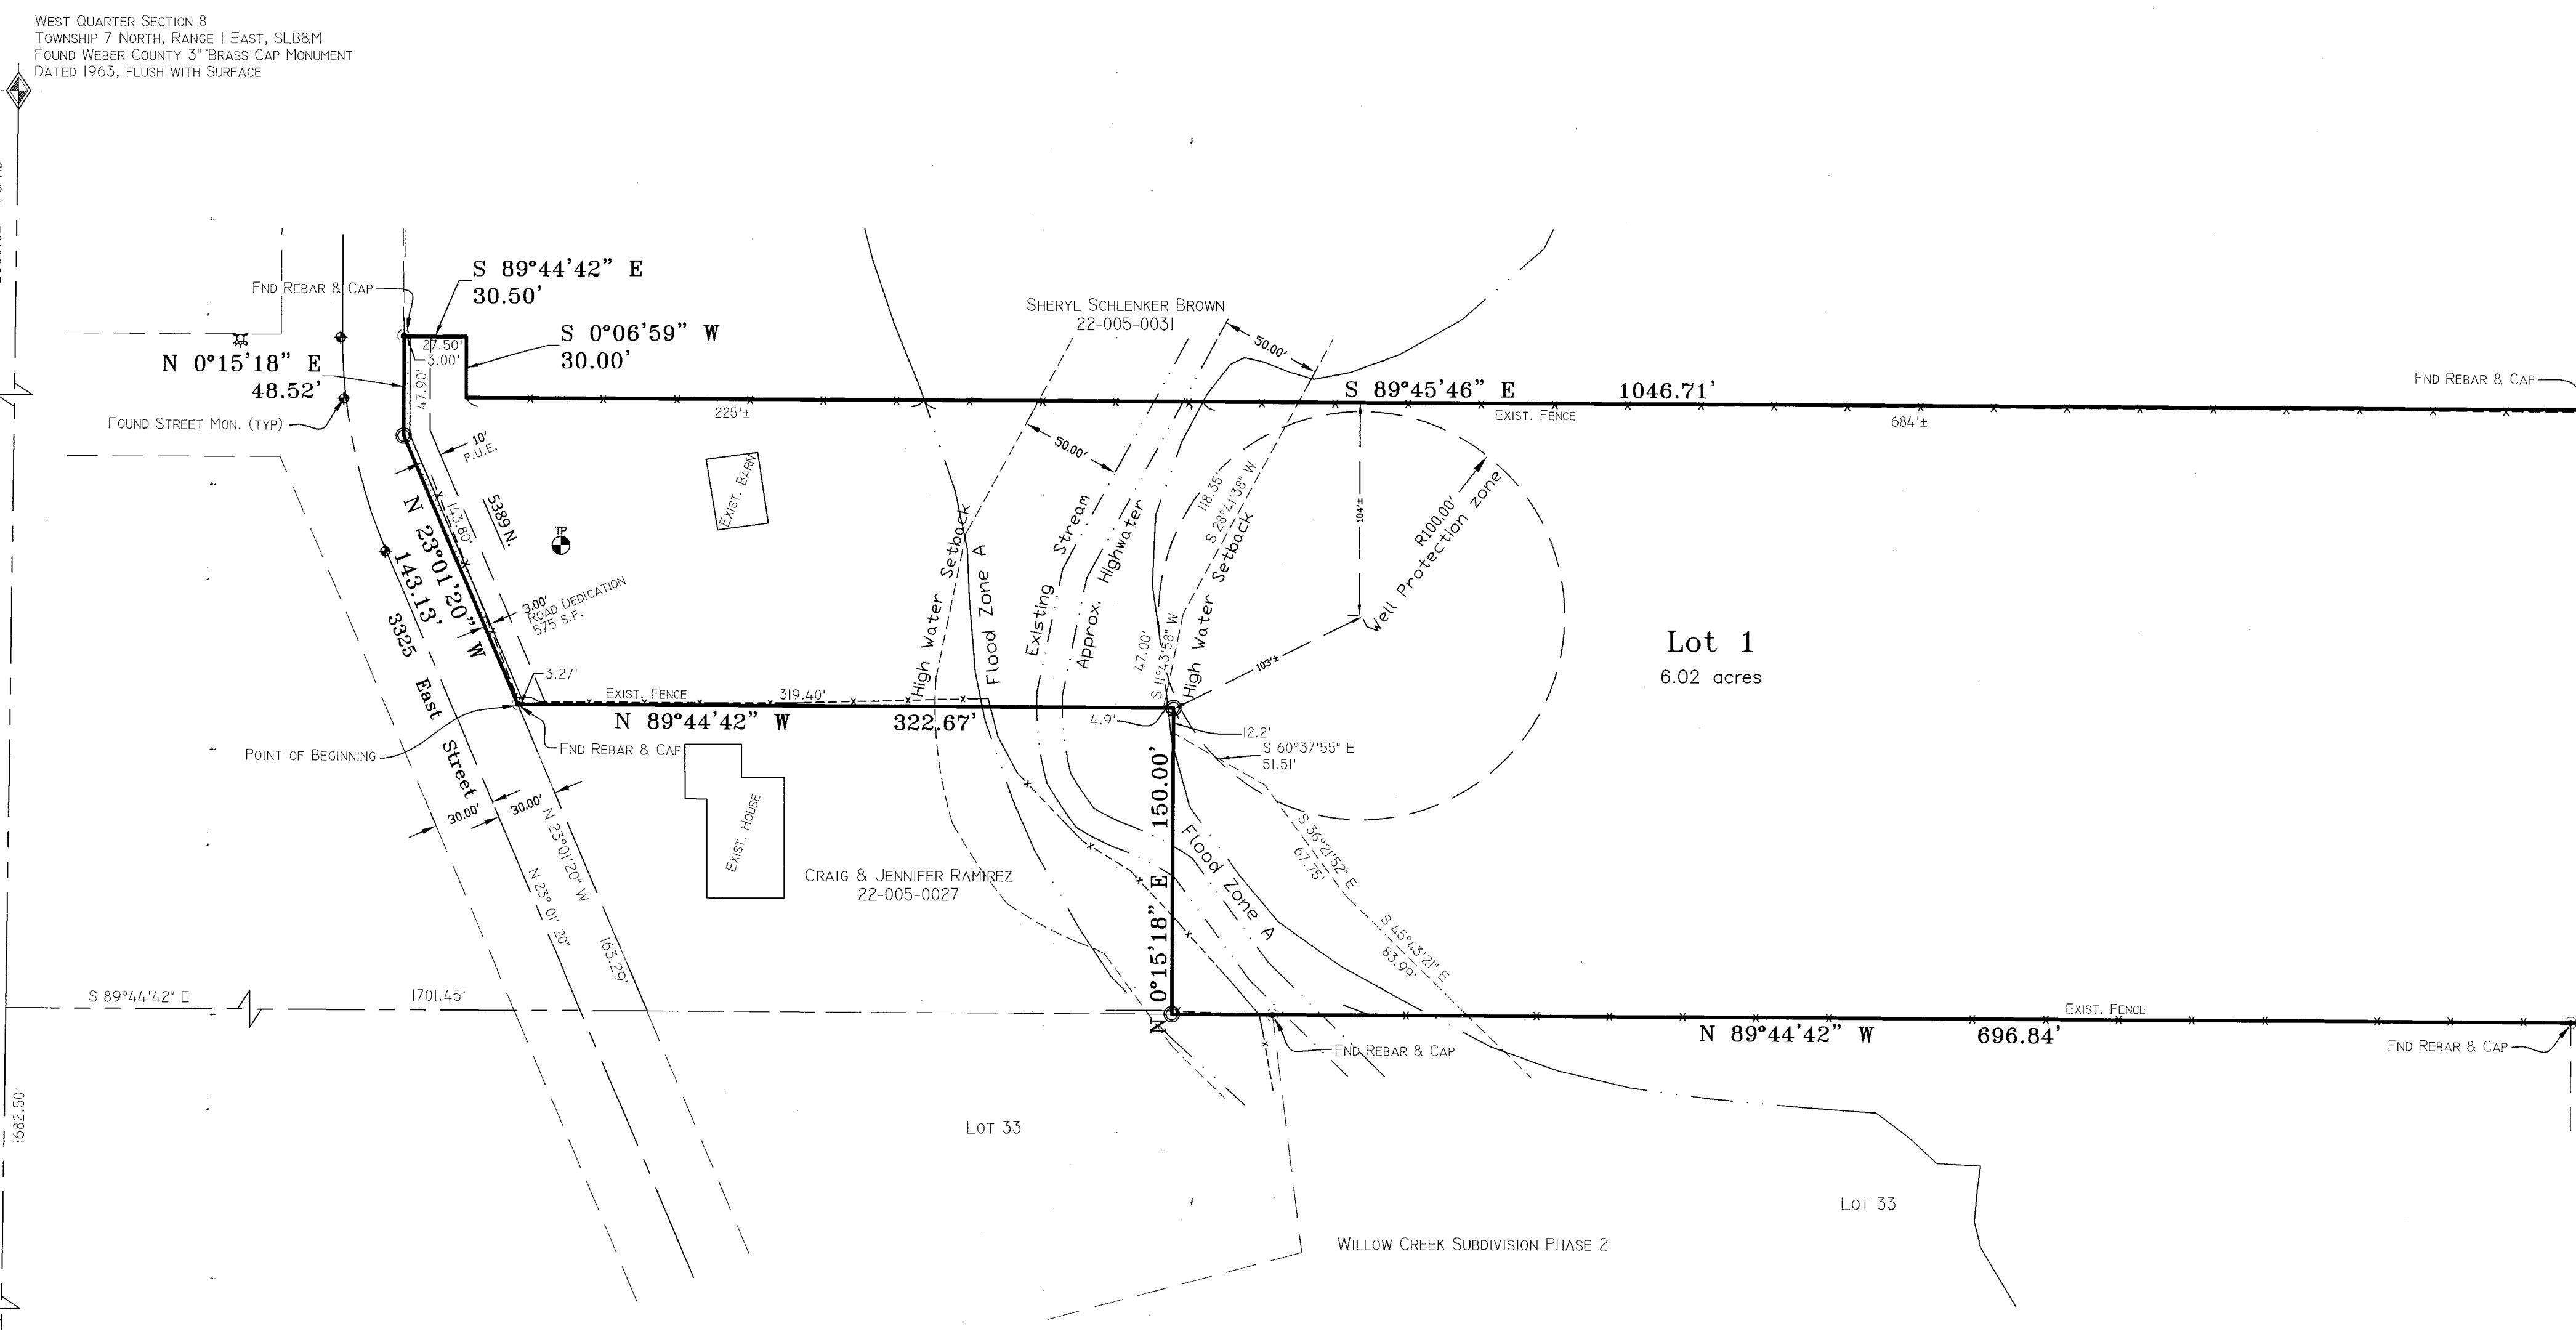 WEST QUARTER SECTION 8
TOWNSHIP 7 NORTH, RANGE 1 EAST, SLB&M
FOUND WEBER COUNTY 3" BRASS CAP MONUMENT
DATED 1963, FLUSH WITH SURFACE
S 89°44'42" E
30.50'
FND REBAR & CAP
SHERYL SCHLENKER BROWN
22-005-0031
S 0°06'59" W
30.00'
27.50'
3.00'
50.00'
N 0°15'18" E
48.52'
47.90'
FOUND STREET MON. (TYP)
S 89°45'46" E 1046.71'
EXIST. FENCE
FND REBAR & CAP
225'±
684'±
10'
P.U.E.
50.00'
EXIST. BARN
5389 N.
TP
N 23°01'20" W
143.13'
143.80'
3.00'
ROAD DEDICATION
575 S.F.
High Water Setback
Flood Zone A
Existing Stream
Approx. Highwater
118.35'
S 28°41'38" W
High Water Setback
47.00'
S 11°43'58" W
104'±
R100.00'
Well Protection zone
103'±
Lot 1
6.02 acres
3325 East Street
3.27'
EXIST. FENCE
319.40'
N 89°44'42" W 322.67'
4.9'
12.2'
S 60°37'55" E
51.51'
POINT OF BEGINNING
FND REBAR & CAP
30.00'
30.00'
EXIST. HOUSE
N 23°01'20" W
163.29'
N 23° 01' 20"
CRAIG & JENNIFER RAMIREZ
22-005-0027
N 0°15'18" E 150.00'
Flood Zone A
S 36°21'52" E
67.75'
S 45°43'21" E
83.99'
S 89°44'42" E
1701.45'
EXIST. FENCE
N 89°44'42" W 696.84'
FND REBAR & CAP
FND REBAR & CAP
1682.50'
LOT 33
LOT 33
WILLOW CREEK SUBDIVISION PHASE 2